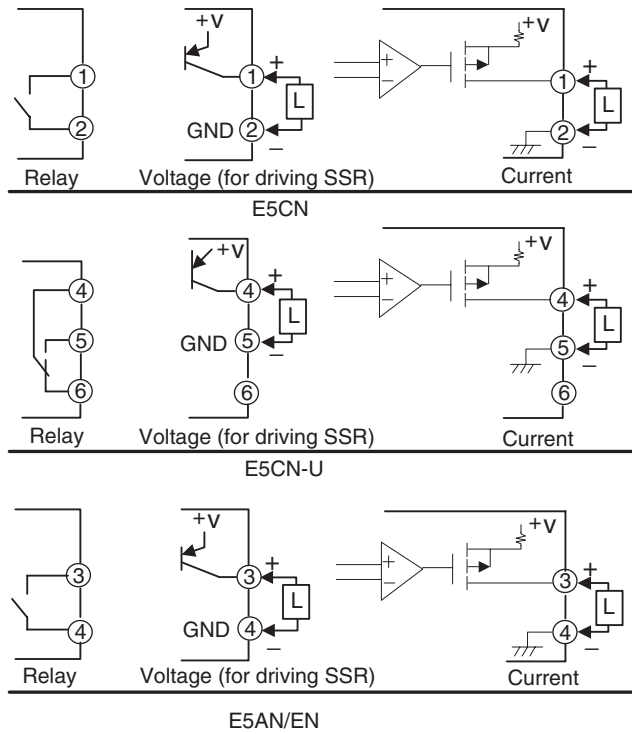 +V
+V
+
−
1
+
L
1
+
L
2
GND
2
−
2
−
Relay
Voltage (for driving SSR)
Current
E5CN
+V
+V
4
+
−
4
+
L
4
+
L
5
GND
5
−
5
−
6
6
6
Relay
Voltage (for driving SSR)
Current
E5CN-U
+V
+V
3
+
−
3
+
L
3
+
L
4
GND
4
−
4
−
Relay
Voltage (for driving SSR)
Current
E5AN/EN